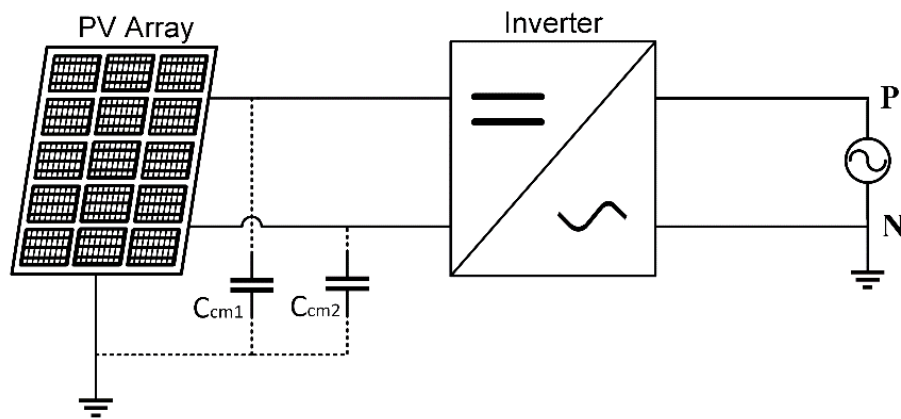 PV Array
Inverter
P
N
Ccm1
Ccm2